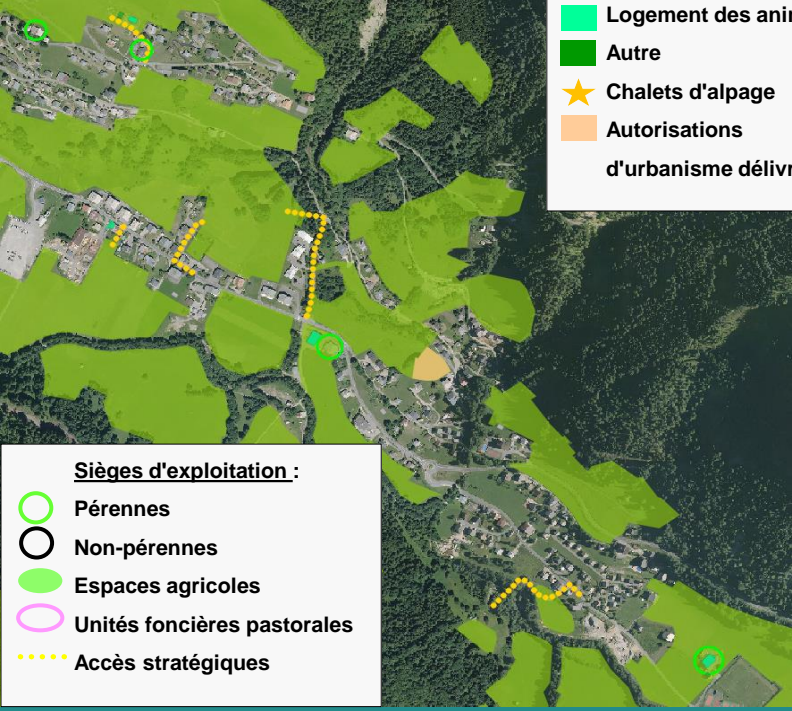 Logement des ani
Autre
Chalets d'alpage
Autorisations
d'urbanisme déliv
Sièges d'exploitation :
Pérennes
Non-pérennes
Espaces agricoles
Unités foncières pastorales
Accès stratégiques